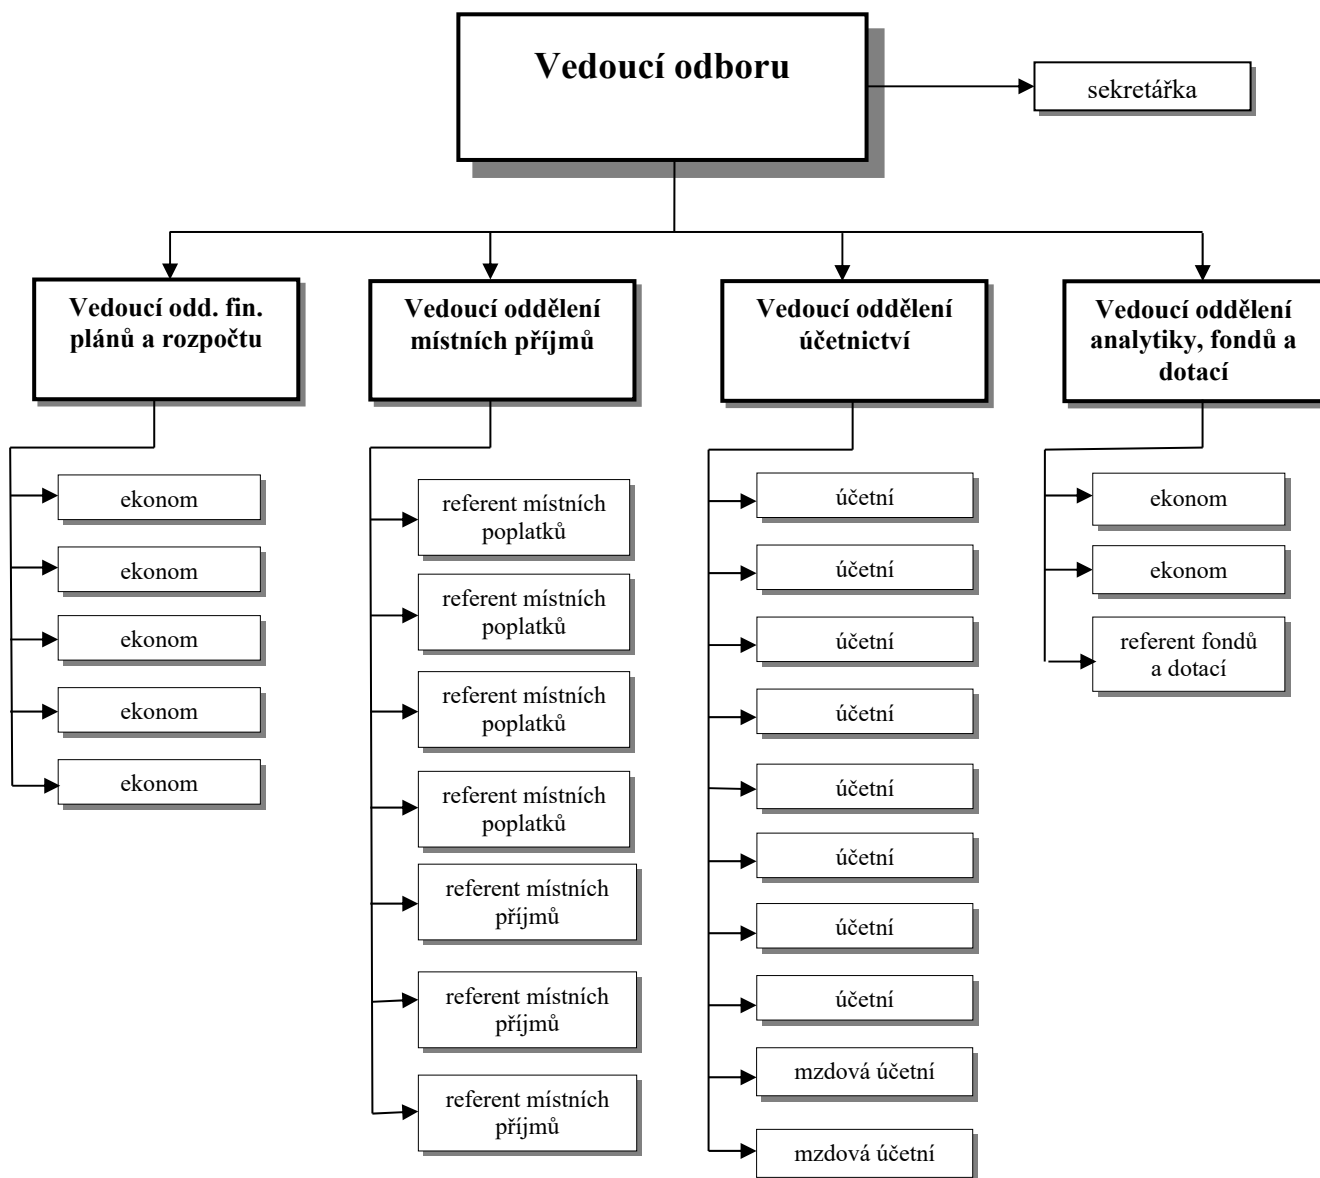 Vedoucí odboru
sekretářka
Vedoucí odd. fin.
plánů a rozpočtu
Vedoucí oddělení
místních příjmů
Vedoucí oddělení
účetnictví
Vedoucí oddělení
analytiky, fondů a
dotací
ekonom
ekonom
ekonom
ekonom
ekonom
referent místních
poplatků
referent místních
poplatků
referent místních
poplatků
referent místních
poplatků
referent místních
příjmů
referent místních
příjmů
referent místních
příjmů
účetní
účetní
účetní
účetní
účetní
účetní
účetní
účetní
mzdová účetní
mzdová účetní
ekonom
ekonom
referent fondů
a dotací